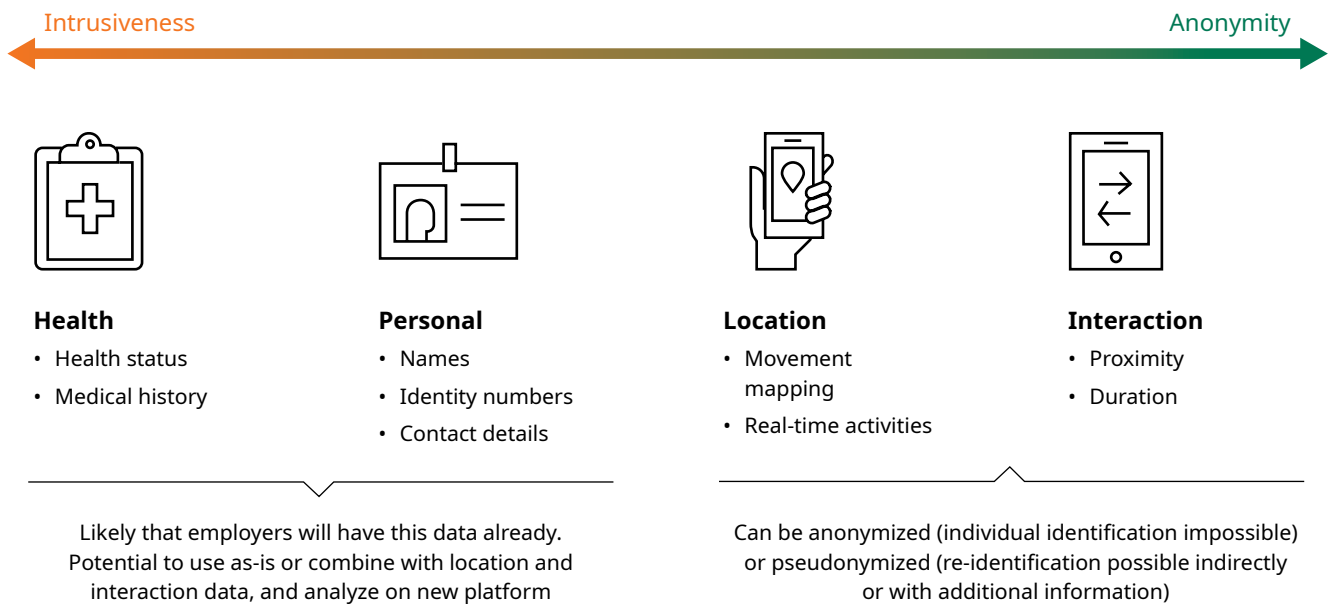 Intrusiveness
Anonymity
Health
• Health status
• Medical history
Personal
• Names
• Identity numbers
• Contact details
Location
• Movement
mapping
• Real-time activities
Interaction
• Proximity
• Duration
Likely that employers will have this data already.
Potential to use as-is or combine with location and
interaction data, and analyze on new platform
Can be anonymized (individual identification impossible)
or pseudonymized (re-identification possible indirectly
or with additional information)